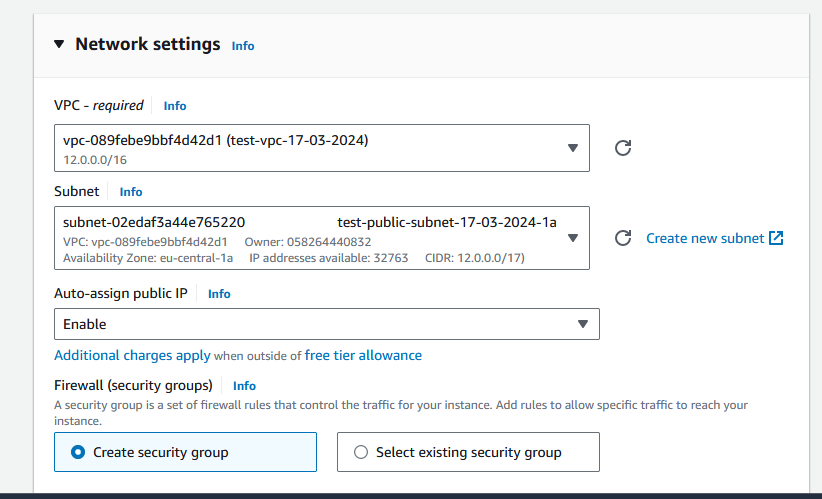 Network settings Info
VPC - required Info
vpc-089febe9bbf4d42d1 (test-vpc-17-03-2024)
12.0.0.0/16
Subnet Info
subnet-02edaf3a44e765220 test-public-subnet-17-03-2024-1a
VPC: vpc-089febe9bbf4d42d1 Owner: 058264440832
Availability Zone: eu-central-1a IP addresses available: 32763 CIDR: 12.0.0.0/17)
Create new subnet
Auto-assign public IP Info
Enable
Additional charges apply when outside of free tier allowance
Firewall (security groups) Info
A security group is a set of firewall rules that control the traffic for your instance. Add rules to allow specific traffic to reach your
instance.
Create security group Select existing security group